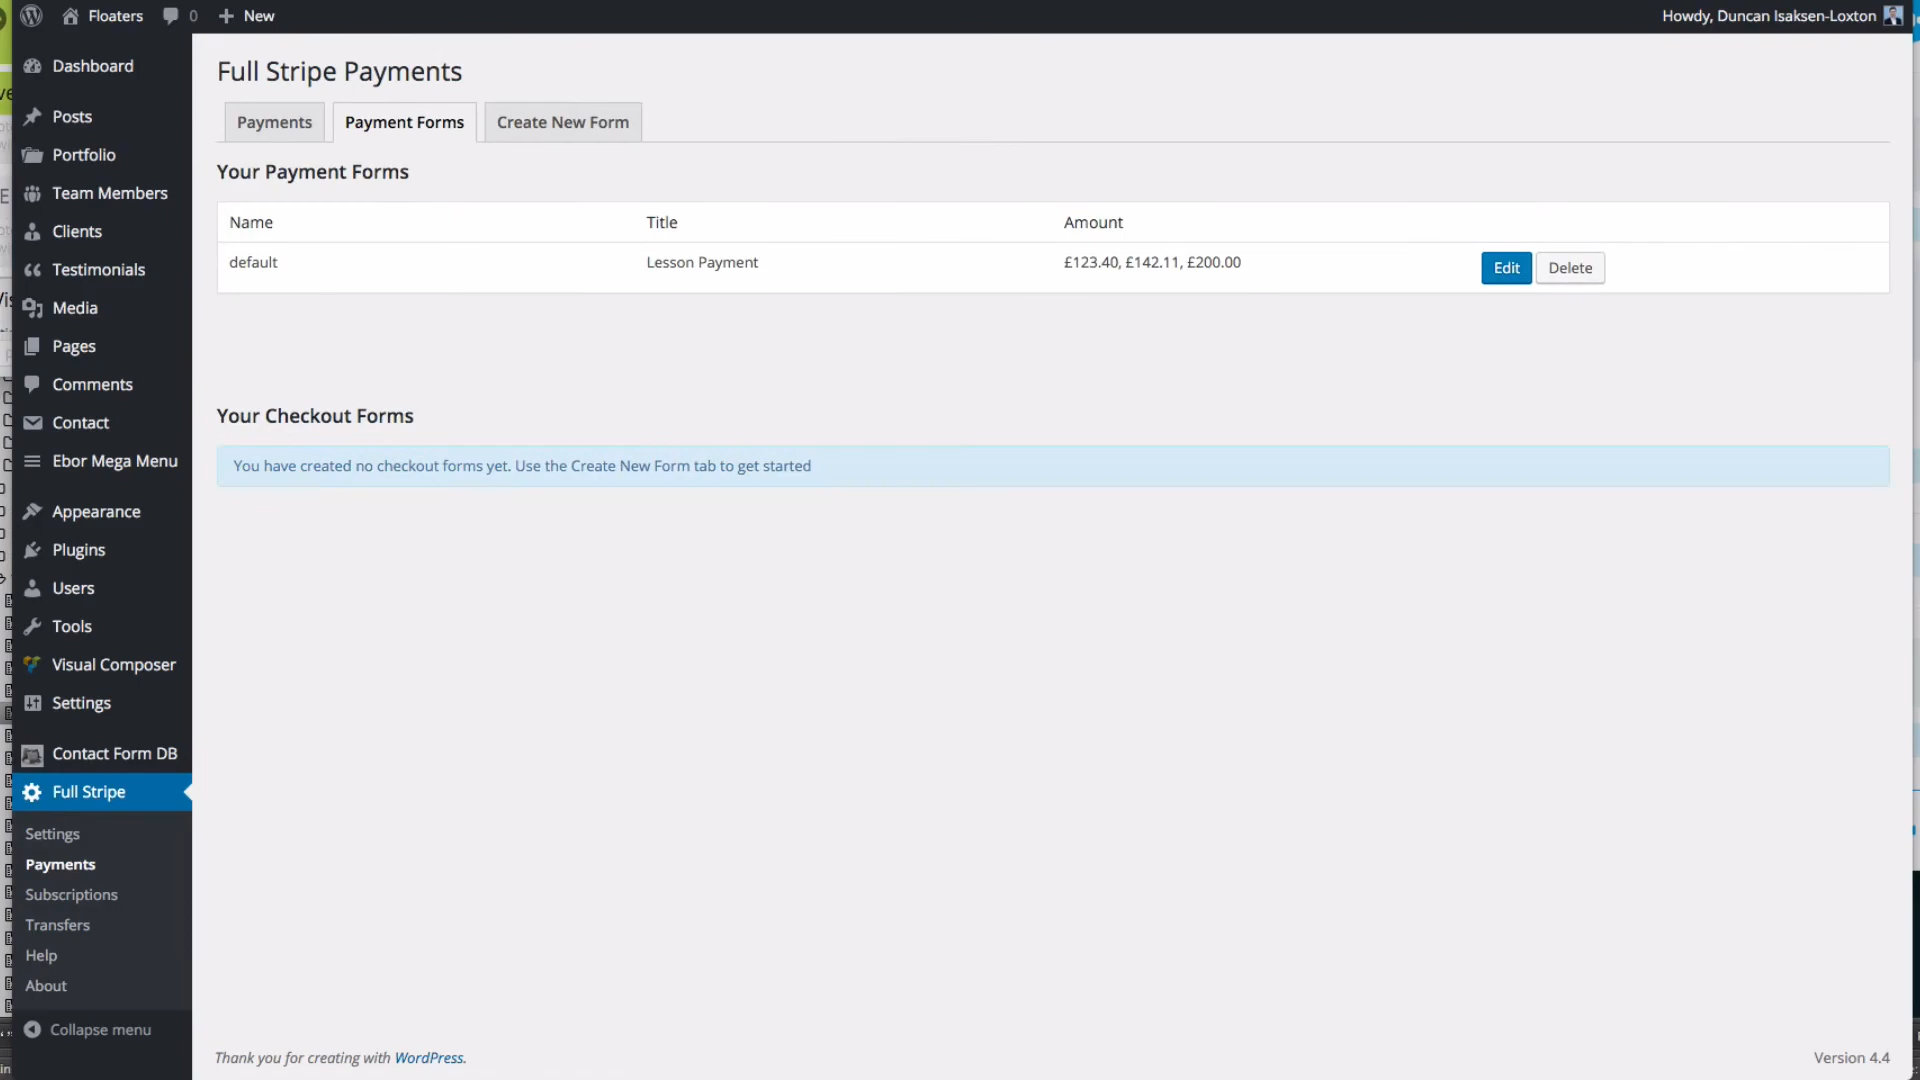 Floaters
0
New
Howdy, Duncan Isaksen-Loxton
Dashboard
Posts
Portfolio
Team Members
Clients
Testimonials
Media
Pages
Comments
Contact
Ebor Mega Menu
Appearance
Plugins
Users
Tools
Visual Composer
Settings
Contact Form DB
Full Stripe
Settings
Payments
Subscriptions
Transfers
Help
About
Collapse menu
Full Stripe Payments
Payments
Payment Forms
Create New Form
Your Payment Forms
Name
Title
Amount
default
Lesson Payment
£123.40, £142.11, £200.00
Edit
Delete
Your Checkout Forms
You have created no checkout forms yet. Use the Create New Form tab to get started
Thank you for creating with WordPress.
Version 4.4